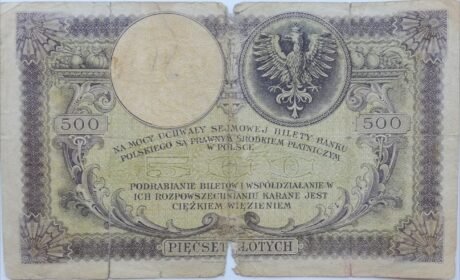 500
500
NA MOCY UCHWAŁY SEJMOWEJ BILETY BANKU
POLSKIEGO SĄ PRAWNYM ŚRODKIEM PŁATNICZYM
W POLSCE
PODRABIANIE BILETÓW I WSPÓŁDZIAŁANIE W
ICH ROZPOWSZECHNIANIU KARANE JEST
CIĘŻKIEM WIĘZIENIEM
PIĘĆSET ZŁOTYCH